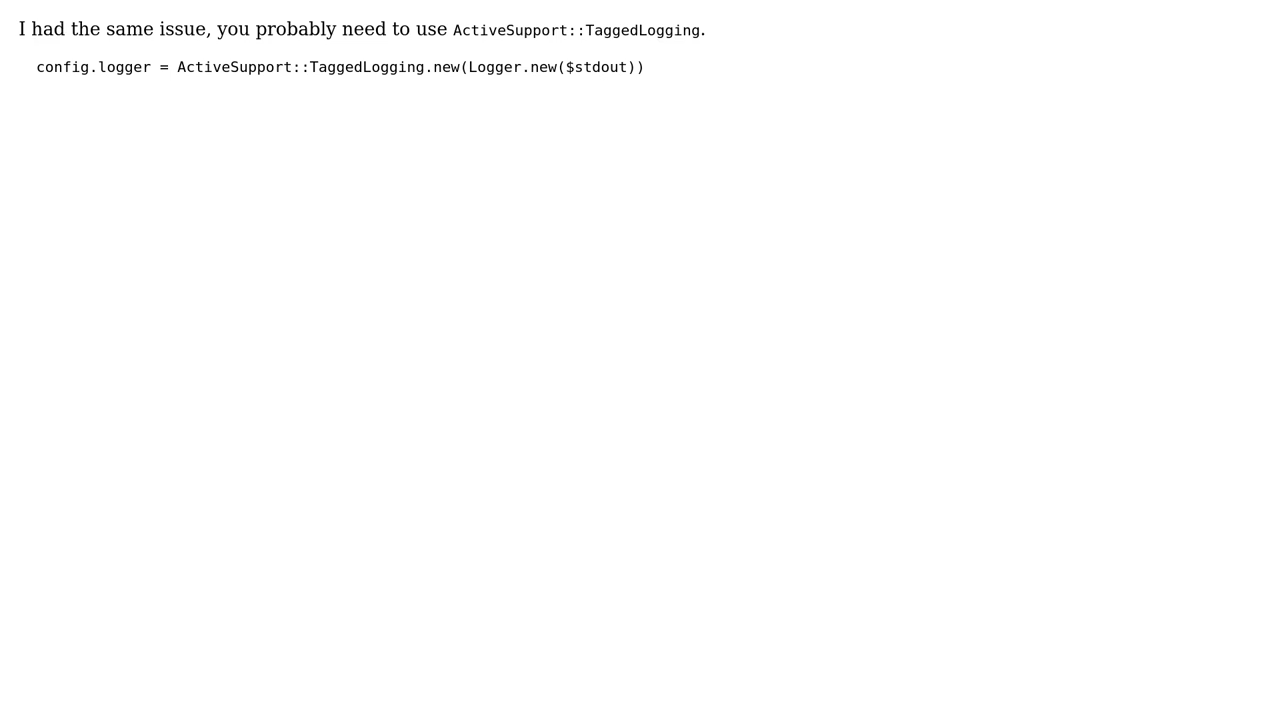 I had the same issue, you probably need to use ActiveSupport::TaggedLogging.
config.logger = ActiveSupport::TaggedLogging.new(Logger.new($stdout))